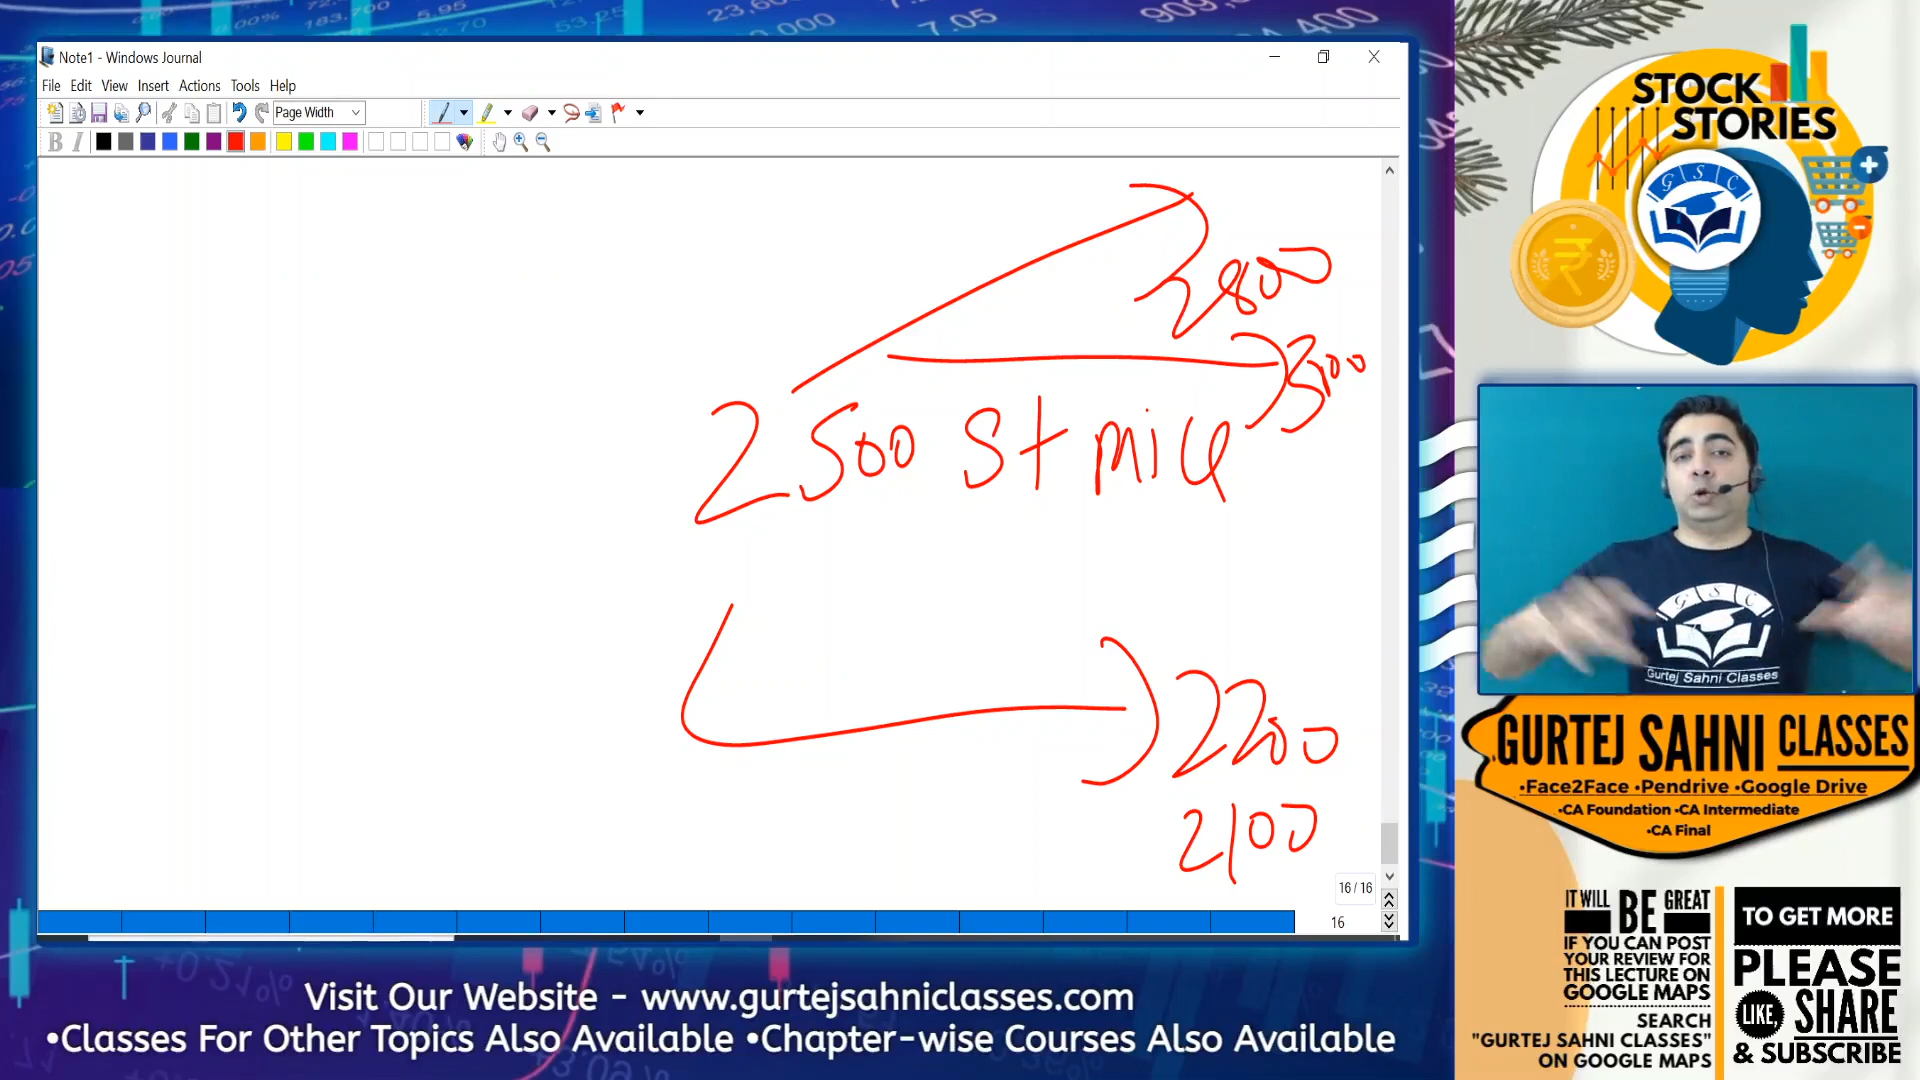 Note1 - Windows Journal
File Edit View Insert Actions Tools Help
Page Width
B I
2800
3100
2500 St mice
2200
2100
16 / 16
16
STOCK
STORIES
G S C
G S C
Gurtej Sahni Classes
GURTEJ SAHNI CLASSES
•Face2Face •Pendrive •Google Drive
•CA Foundation •CA Intermediate
•CA Final
IT WILL BE GREAT
IF YOU CAN POST
YOUR REVIEW FOR
THIS LECTURE ON
GOOGLE MAPS
SEARCH
"GURTEJ SAHNI CLASSES"
ON GOOGLE MAPS
TO GET MORE
PLEASE
LIKE, SHARE
& SUBSCRIBE
Visit Our Website - www.gurtejsahniclasses.com
•Classes For Other Topics Also Available •Chapter-wise Courses Also Available